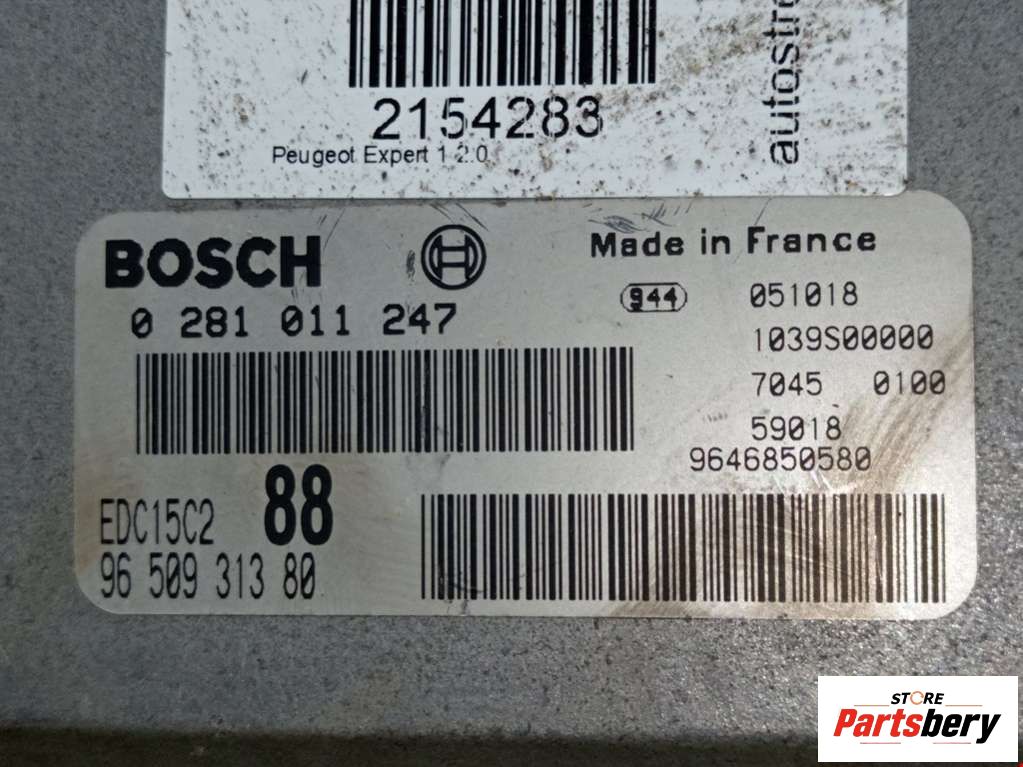 2154283
Peugeot Expert 1 2.0
BOSCH
0 281 011 247
Made in France
944
051018
1039S00000
7045 0100
59018
9646850580
EDC15C2
88
96 509 313 80
STORE
Partsbery